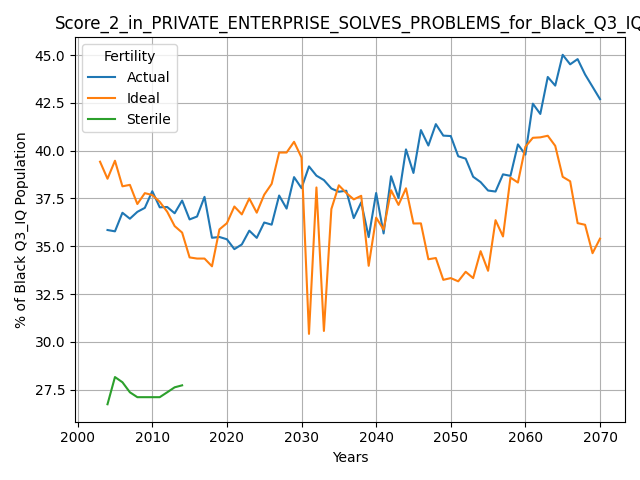 Score_2_in_PRIVATE_ENTERPRISE_SOLVES_PROBLEMS_for_Black_Q3_IQ
Fertility
Actual
Ideal
Sterile
% of Black Q3_IQ Population
45.0
42.5
40.0
37.5
35.0
32.5
30.0
27.5
2000 2010 2020 2030 2040 2050 2060 2070
Years